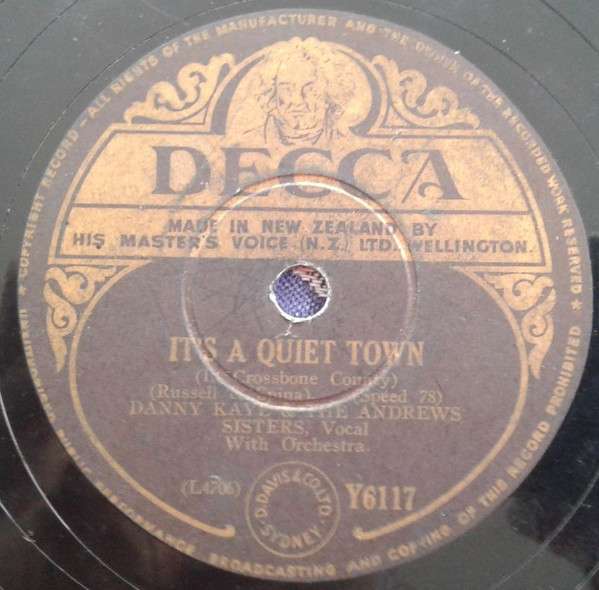 ★ COPYRIGHT RECORD - ALL RIGHTS OF THE MANUFACTURER AND THE OWNER OF THE RECORDED WORK RESERVED ★
DECCA
MADE IN NEW ZEALAND BY
HIS MASTER'S VOICE (N.Z.) LTD. WELLINGTON.
IT'S A QUIET TOWN
(In Crossbone County)
(Russell (Speed 78)
DANNY KAYE & THE ANDREWS
SISTERS, Vocal
With Orchestra.
(L4706)
D. DAVIS & CO. LTD. SYDNEY
Y6117
PUBLIC PERFORMANCE, BROADCASTING AND COPYING OF THIS RECORD PROHIBITED